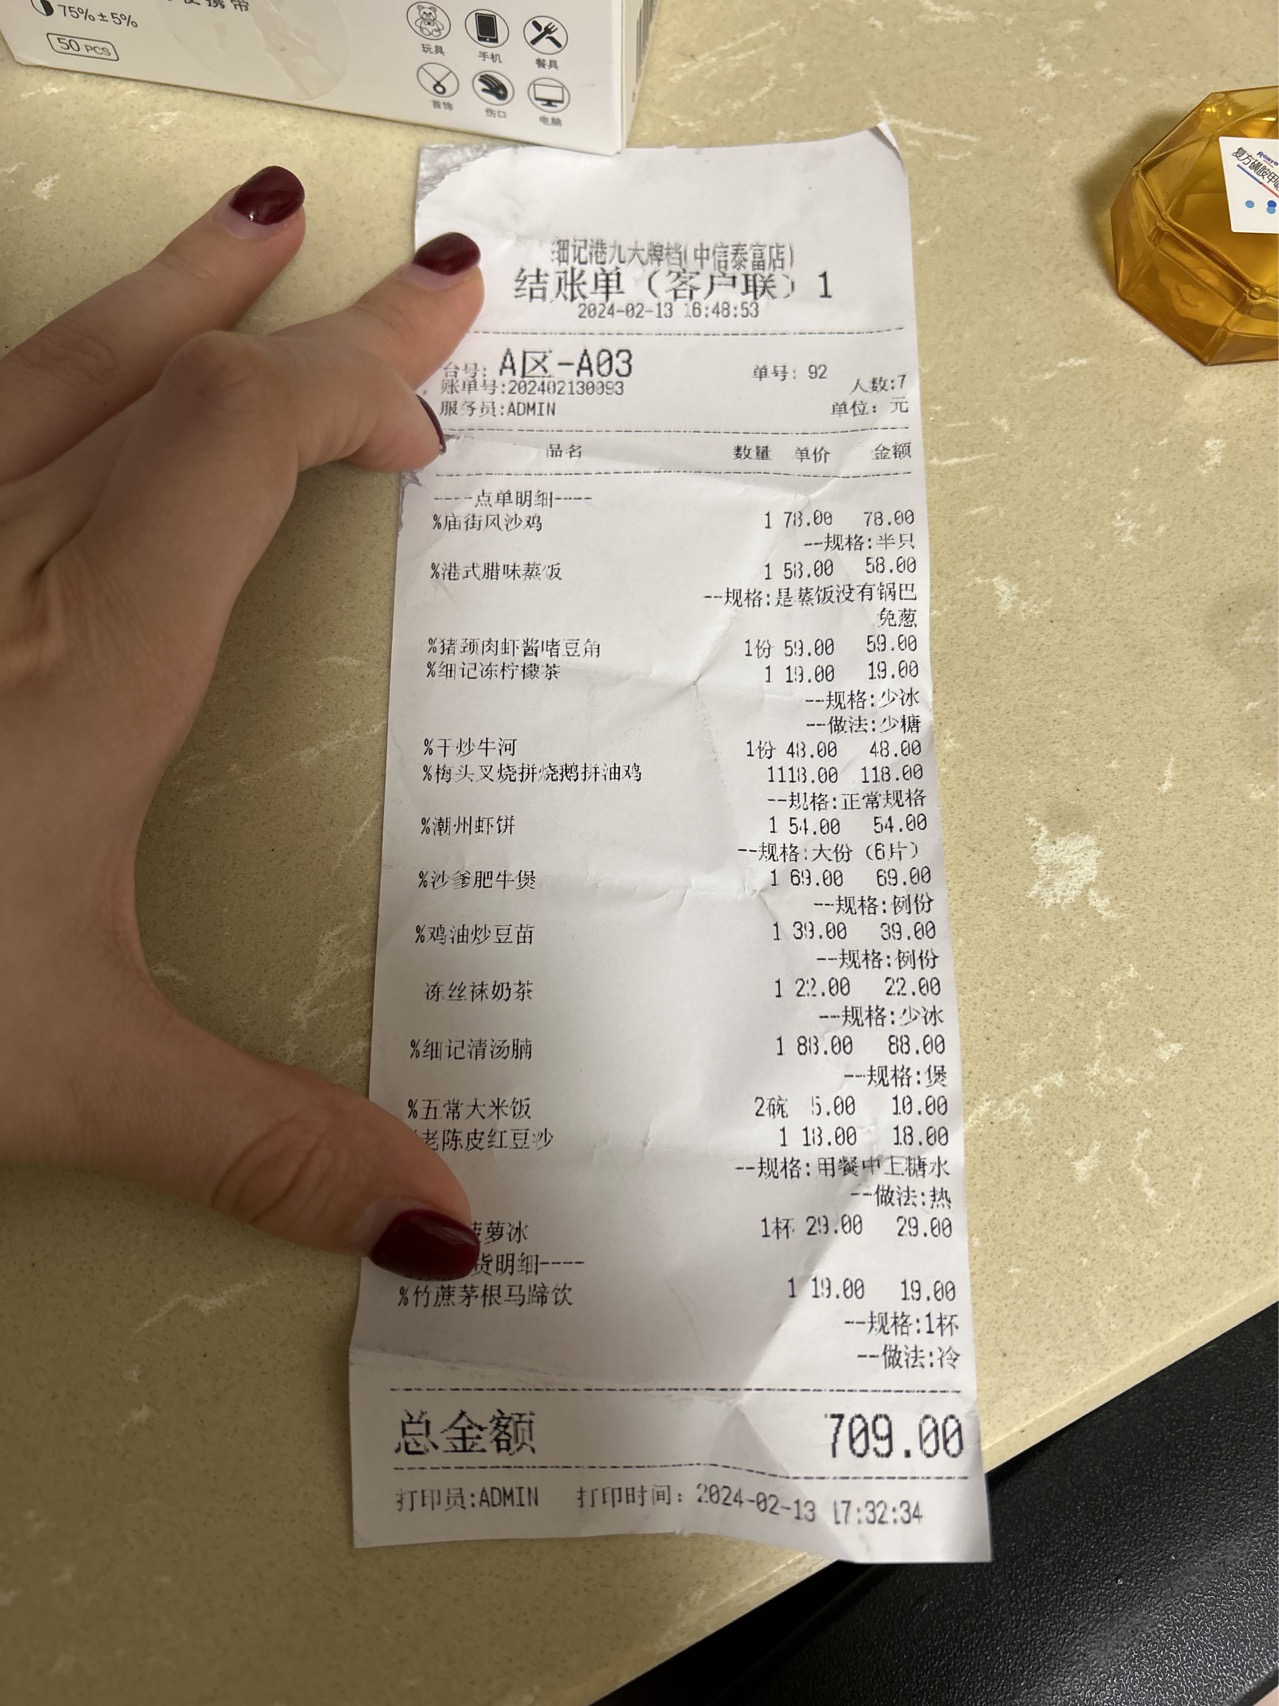 75%±5%
携带
50 PCS
玩具 手机 餐具
首饰 伤口 电脑
复方磺胺甲
细记港九大牌档(中信泰富店)
结账单（客户联）1
2024-02-13 16:48:53
台号: A区-A03 单号: 92
账单号:202402130093 人数:7
服务员:ADMIN 单位: 元
品名 数量 单价 金额
----点单明细----
%庙街风沙鸡 1 78.00 78.00
--规格:半只
%港式腊味蒸饭 1 58.00 58.00
--规格:是蒸饭没有锅巴
免葱
%猪颈肉虾酱啫豆角 1份 59.00 59.00
%细记冻柠檬茶 1 19.00 19.00
--规格:少冰
--做法:少糖
%干炒牛河 1份 48.00 48.00
%梅头叉烧拼烧鹅拼油鸡 1118.00 118.00
--规格:正常规格
%潮州虾饼 1 54.00 54.00
--规格:大份（6片）
%沙爹肥牛煲 1 69.00 69.00
--规格:例份
%鸡油炒豆苗 1 39.00 39.00
--规格:例份
冻丝袜奶茶 1 22.00 22.00
--规格:少冰
%细记清汤腩 1 88.00 88.00
--规格:煲
%五常大米饭 2碗 5.00 10.00
老陈皮红豆沙 1 18.00 18.00
--规格:用餐中上糖水
--做法:热
萝冰 1杯 29.00 29.00
货明细----
%竹蔗茅根马蹄饮 1 19.00 19.00
--规格:1杯
--做法:冷
总金额 709.00
打印员:ADMIN 打印时间: 2024-02-13 17:32:34